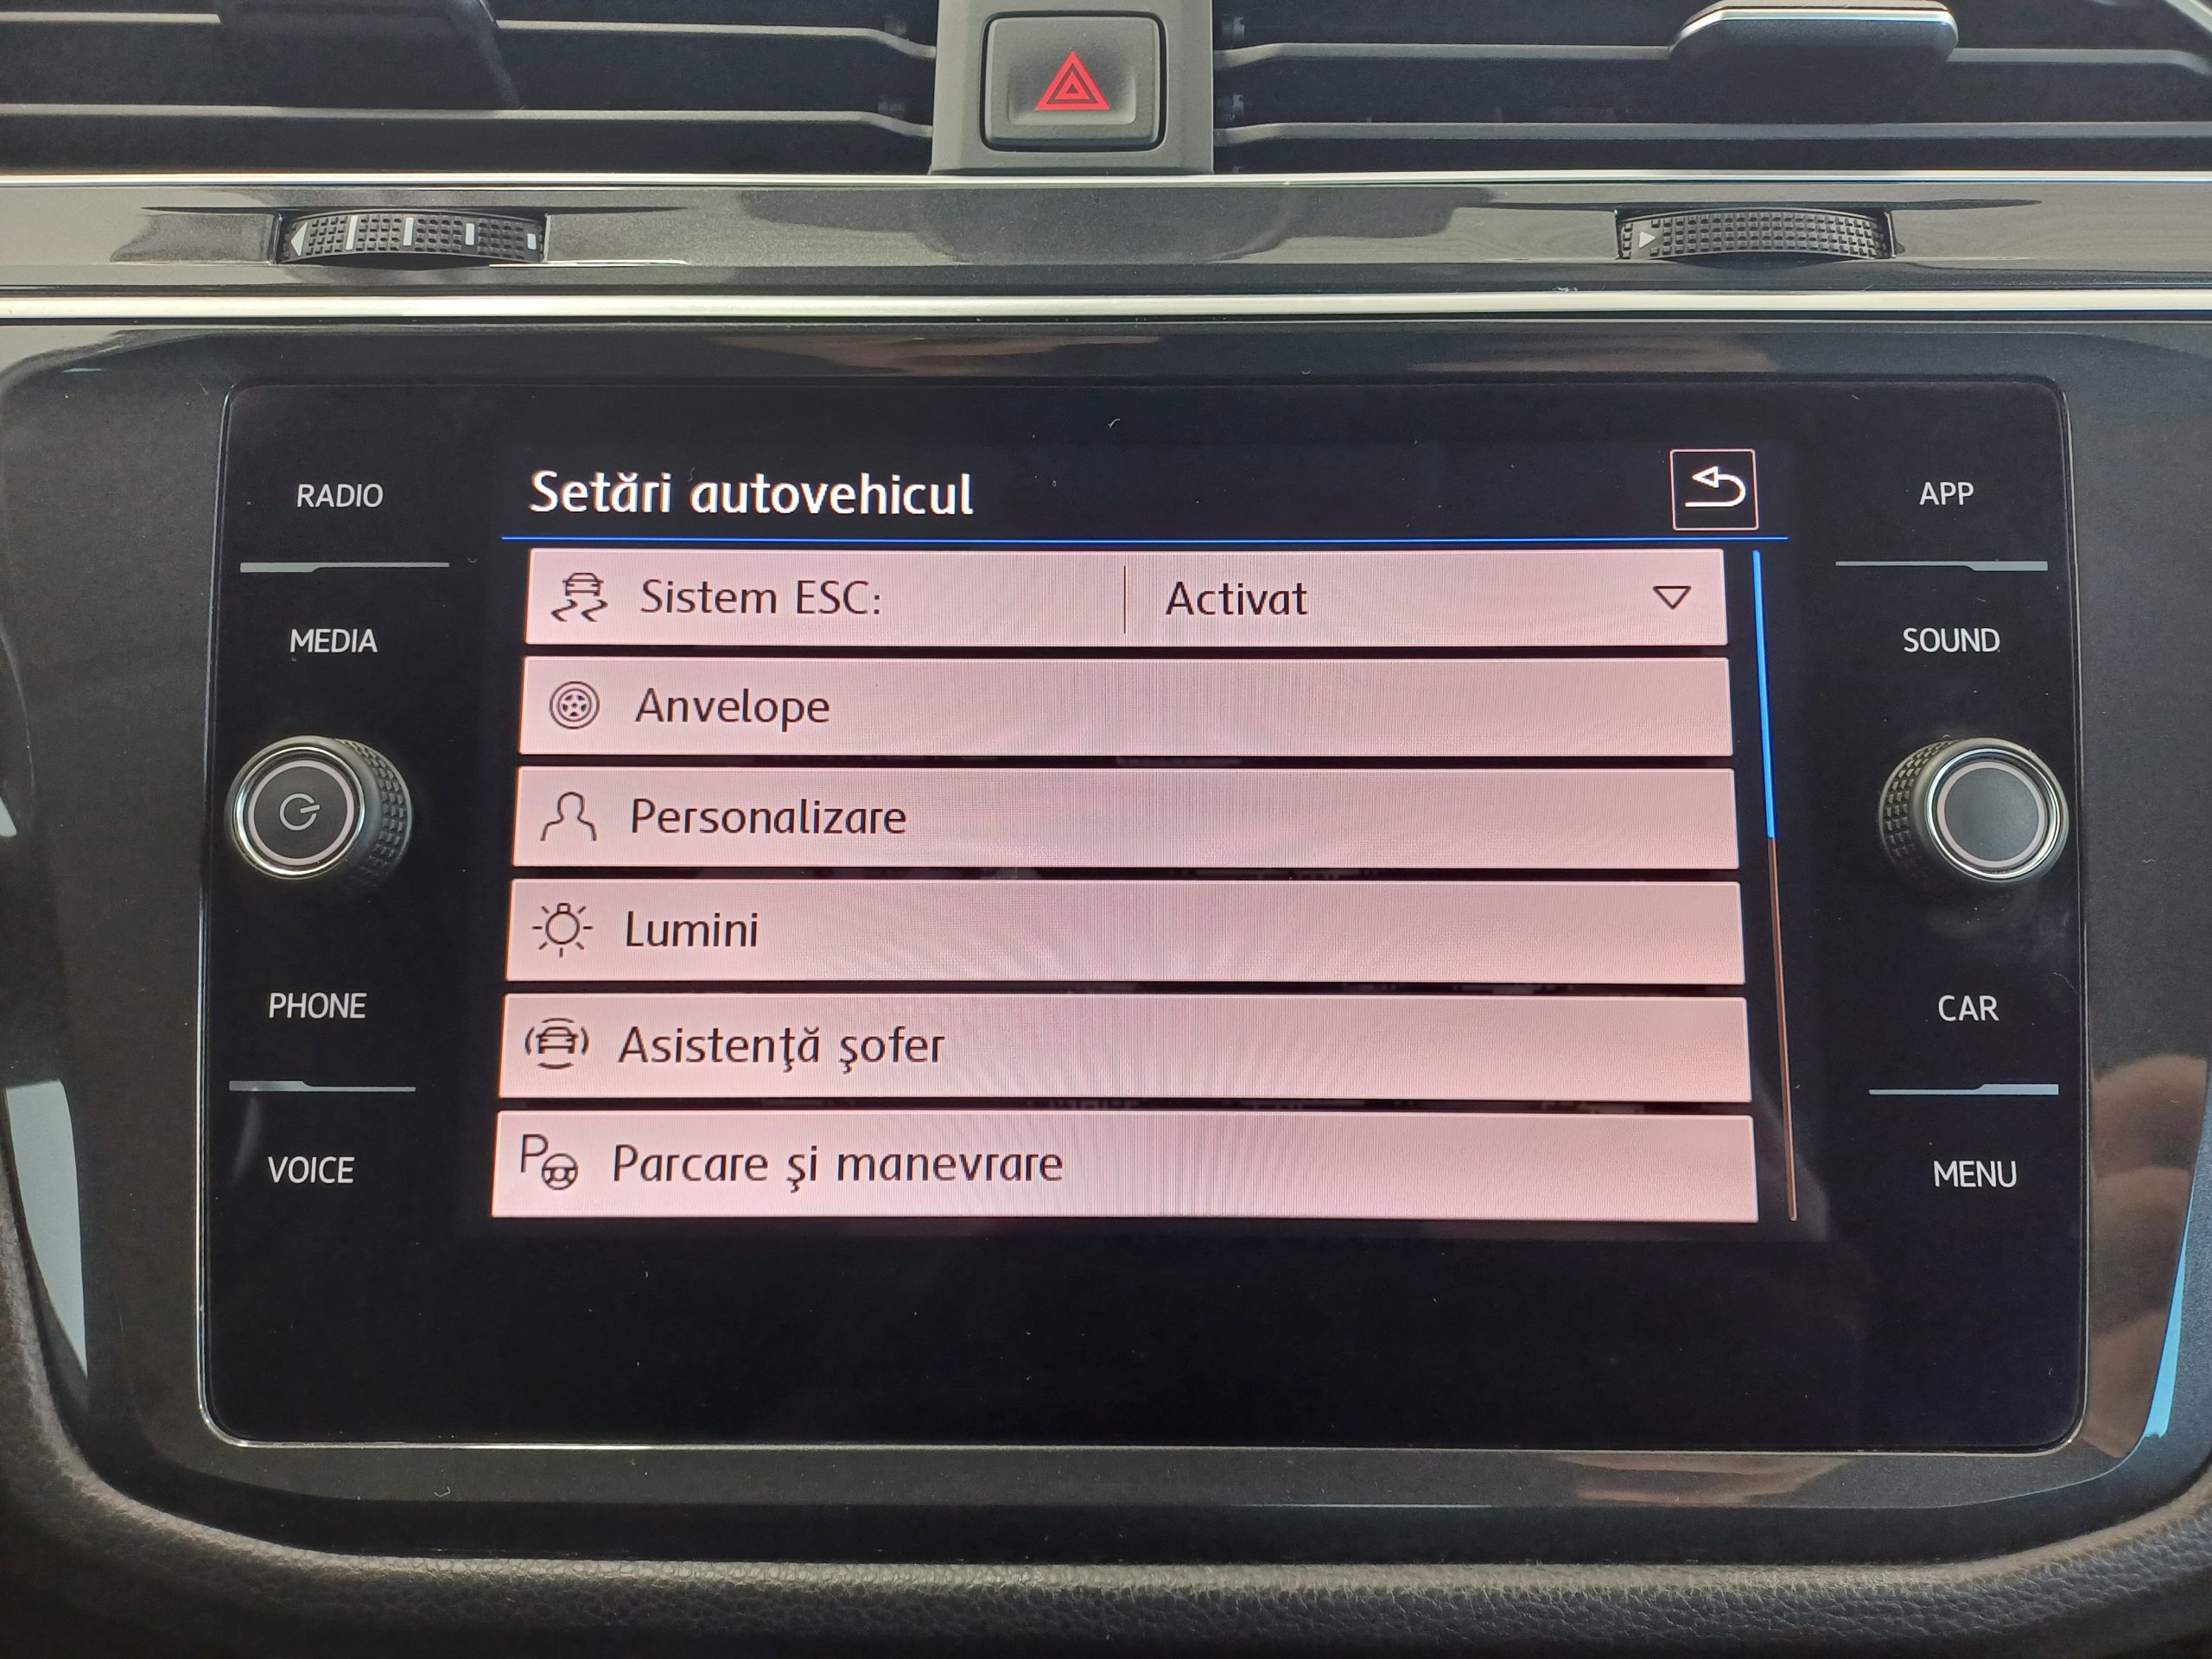 RADIO
MEDIA
PHONE
VOICE
Setări autovehicul
Sistem ESC: Activat
Anvelope
Personalizare
Lumini
Asistenţă şofer
Parcare şi manevrare
APP
SOUND
CAR
MENU